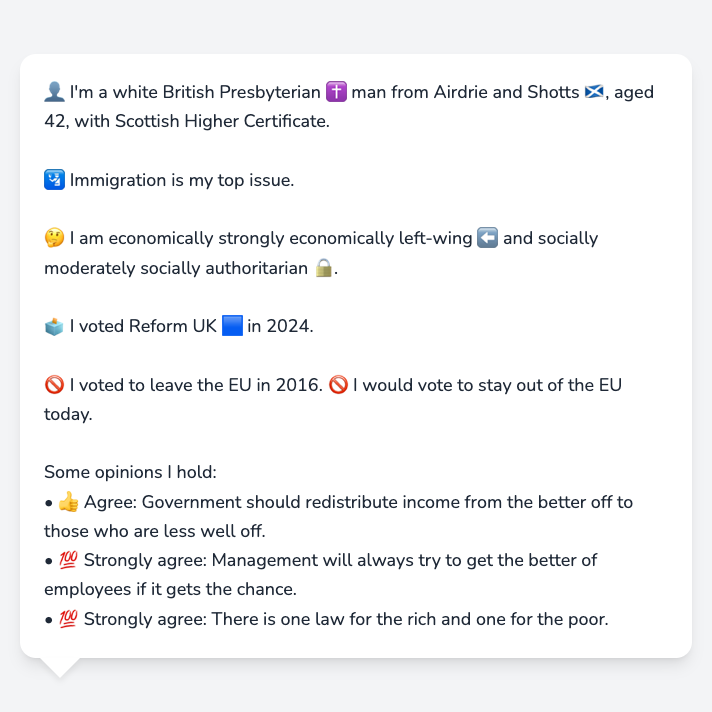 👤 I'm a white British Presbyterian ✝️ man from Airdrie and Shotts 🏴󠁧󠁢󠁳󠁣󠁴󠁿, aged
42, with Scottish Higher Certificate.
🛂 Immigration is my top issue.
🤔 I am economically strongly economically left-wing ⬅️ and socially
moderately socially authoritarian 🔒.
🗳️ I voted Reform UK 🟦 in 2024.
🚫 I voted to leave the EU in 2016. 🚫 I would vote to stay out of the EU
today.
Some opinions I hold:
• 👍 Agree: Government should redistribute income from the better off to
those who are less well off.
• 💯 Strongly agree: Management will always try to get the better of
employees if it gets the chance.
• 💯 Strongly agree: There is one law for the rich and one for the poor.